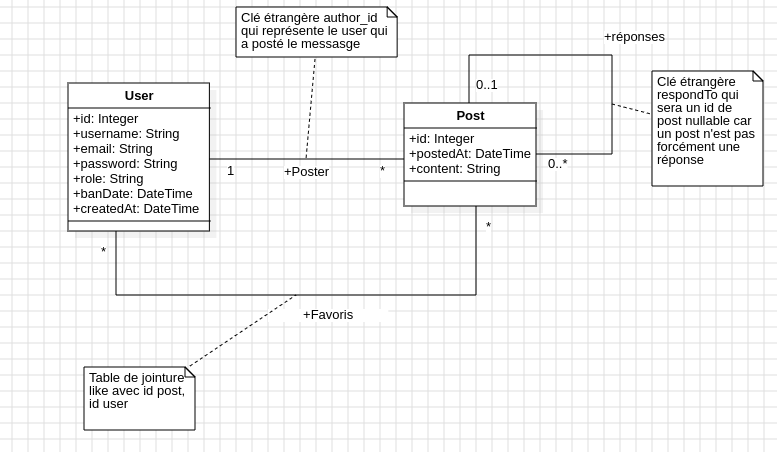 Clé étrangère author_id
qui représente le user qui
a posté le messasge
+réponses
0..1
Clé étrangère
respondTo qui
sera un id de
post nullable car
un post n'est pas
forcément une
réponse
User
+id: Integer
+username: String
+email: String
+password: String
+role: String
+banDate: DateTime
+createdAt: DateTime
Post
+id: Integer
+postedAt: DateTime
+content: String
0..*
1
+Poster
*
*
*
+Favoris
Table de jointure
like avec id post,
id user